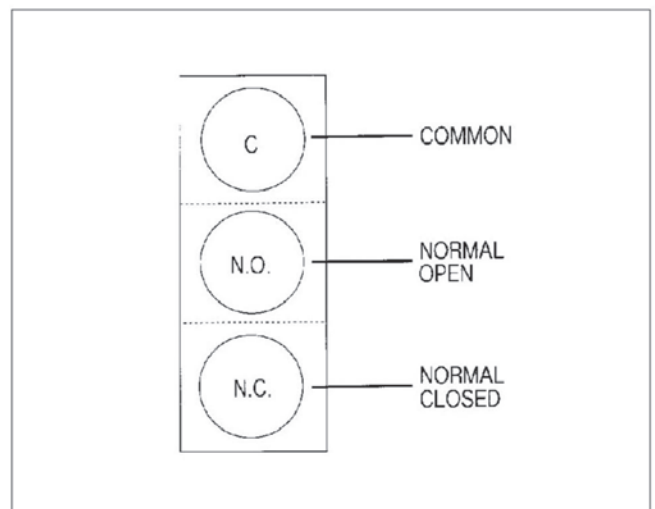 C
COMMON
N.O.
NORMAL
OPEN
N.C.
NORMAL
CLOSED